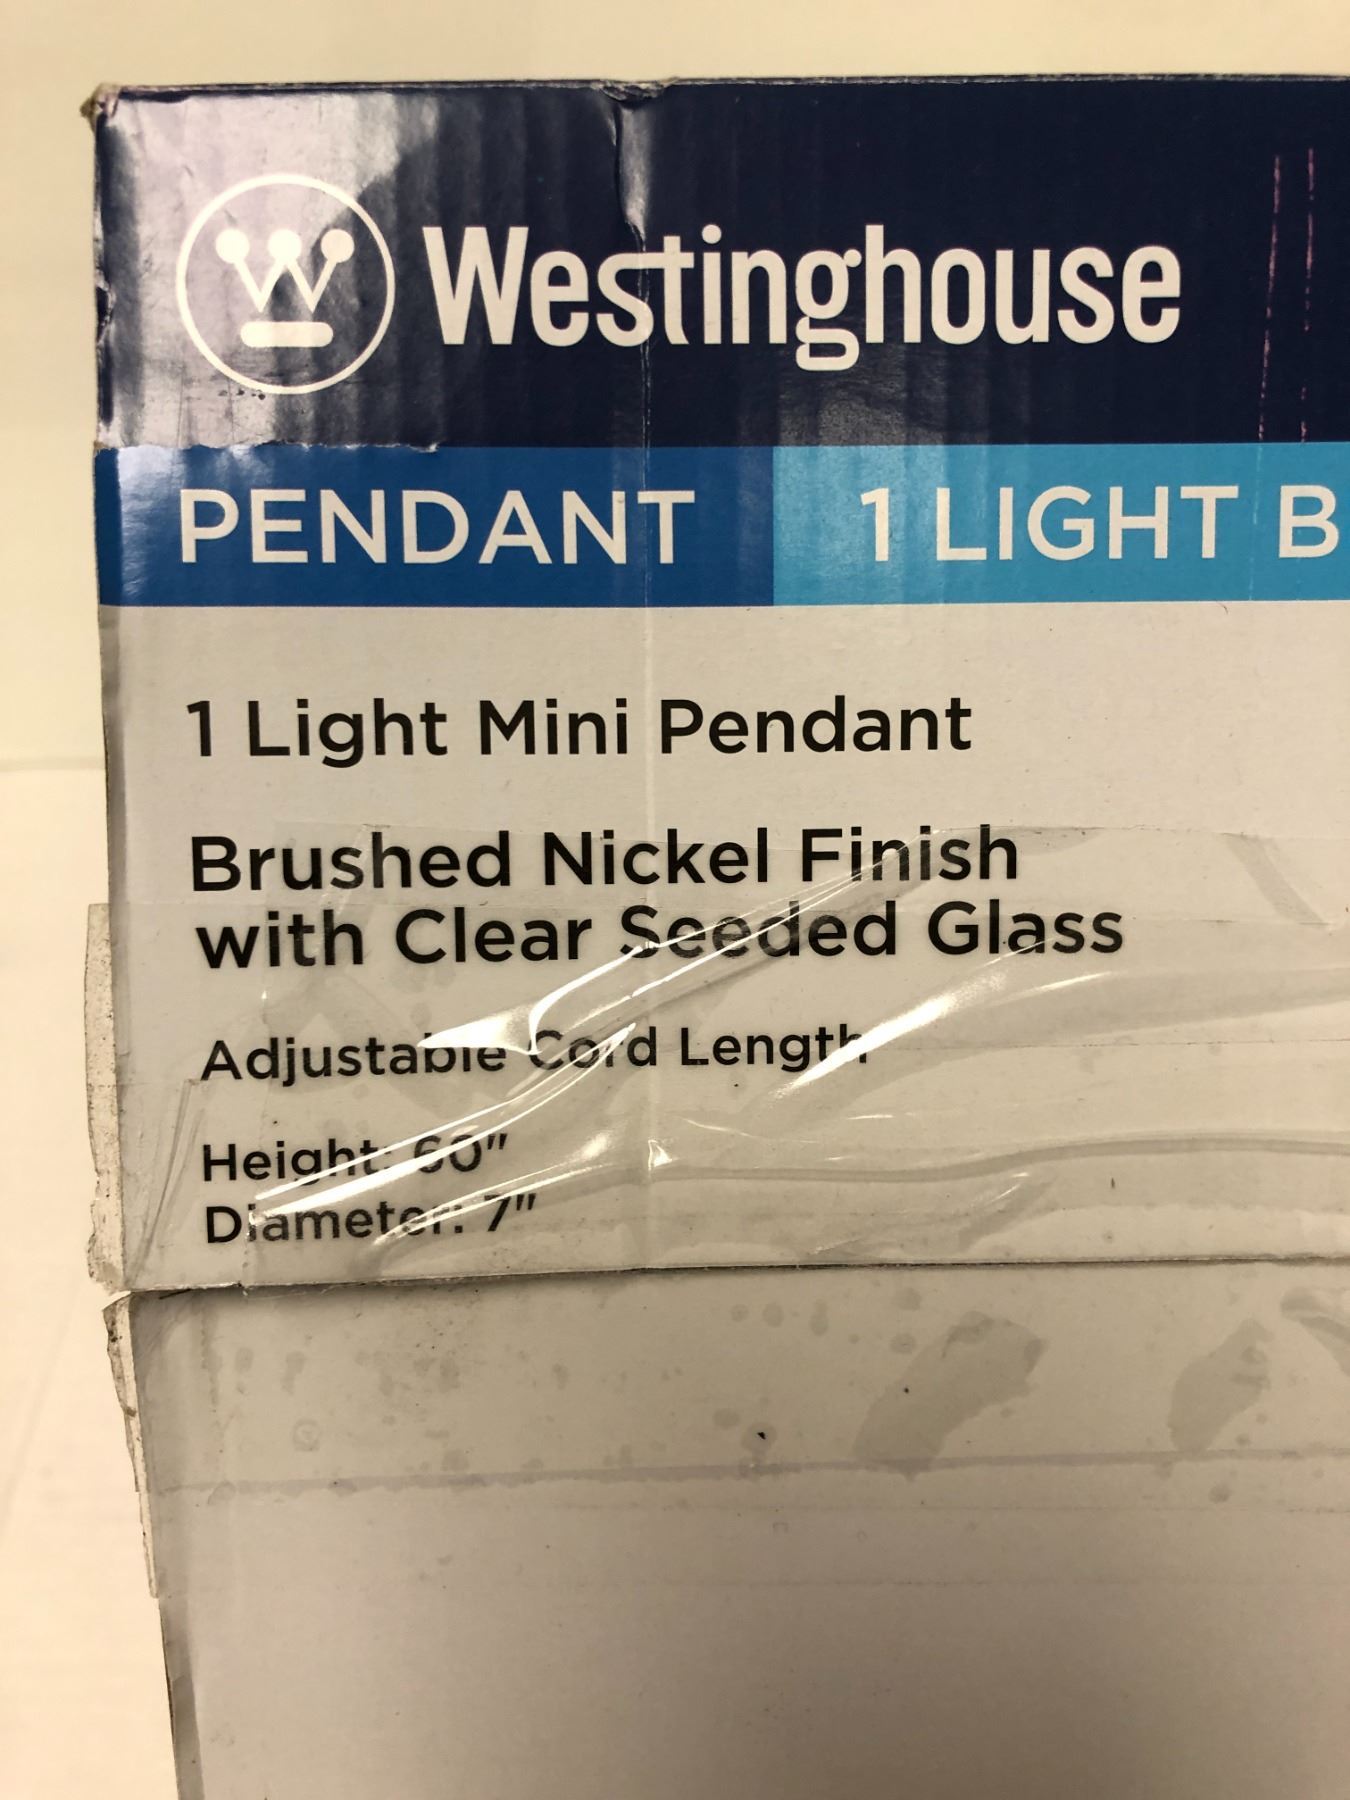 Westinghouse
PENDANT 1 LIGHT B
1 Light Mini Pendant
Brushed Nickel Finish
with Clear Seeded Glass
Adjustable Cord Length
Height: 60"
Diameter: 7"